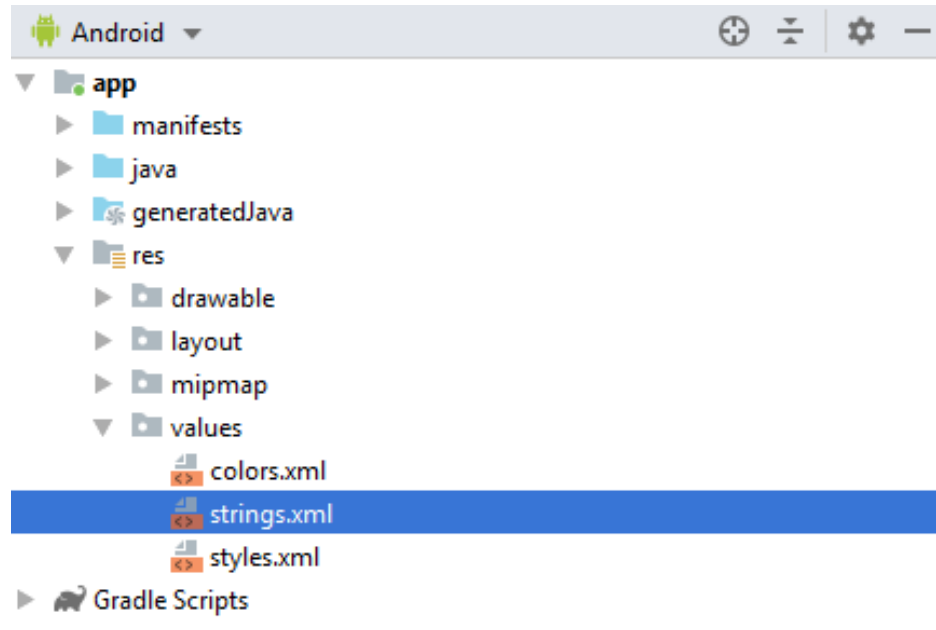 Android
app
manifests
java
generatedJava
res
drawable
layout
mipmap
values
colors.xml
strings.xml
styles.xml
Gradle Scripts